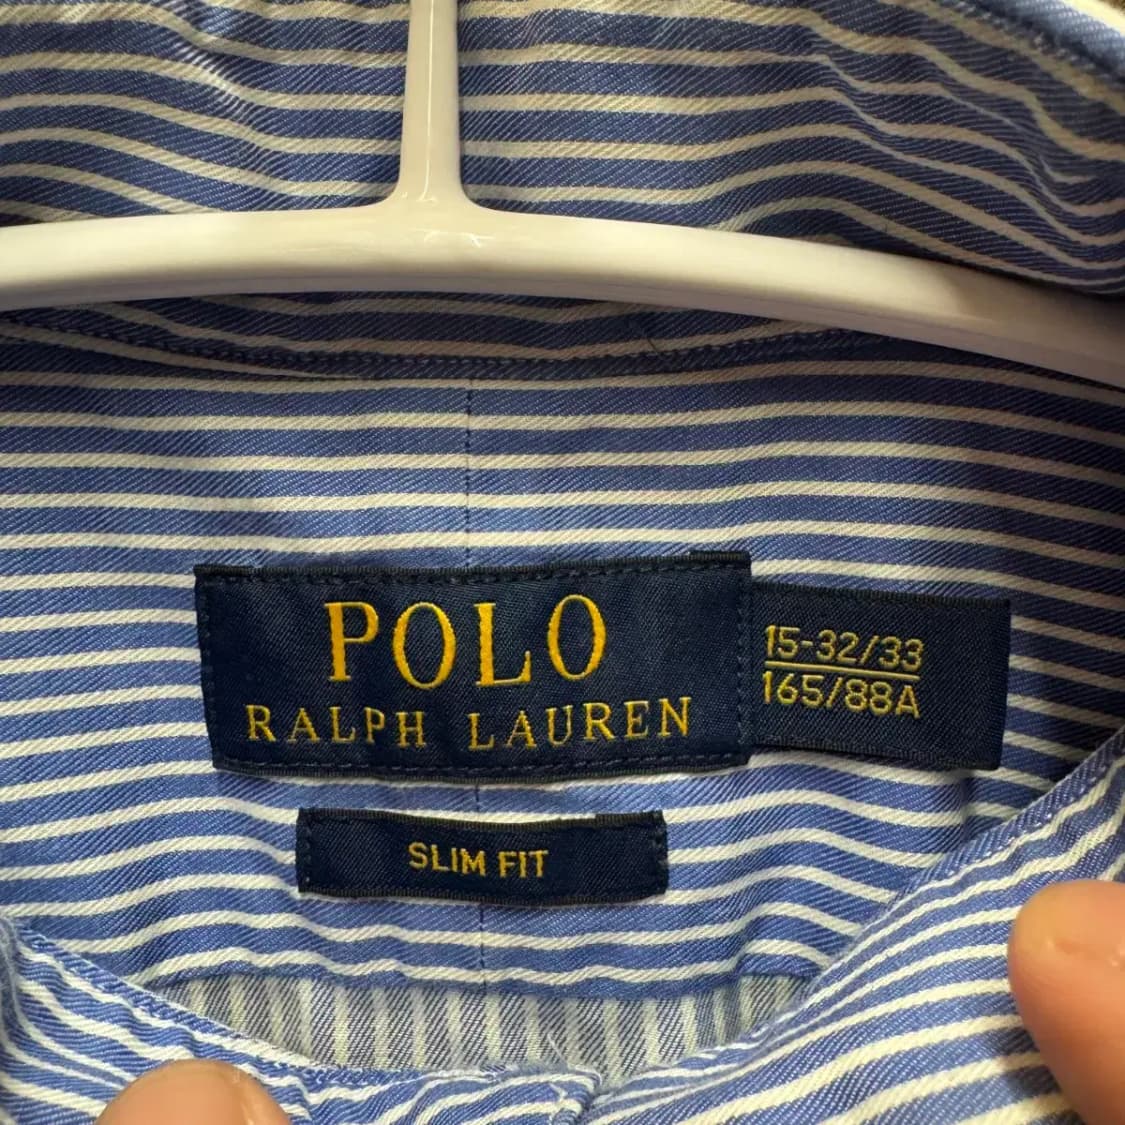 POLO
RALPH LAUREN
15-32/33
165/88A
SLIM FIT